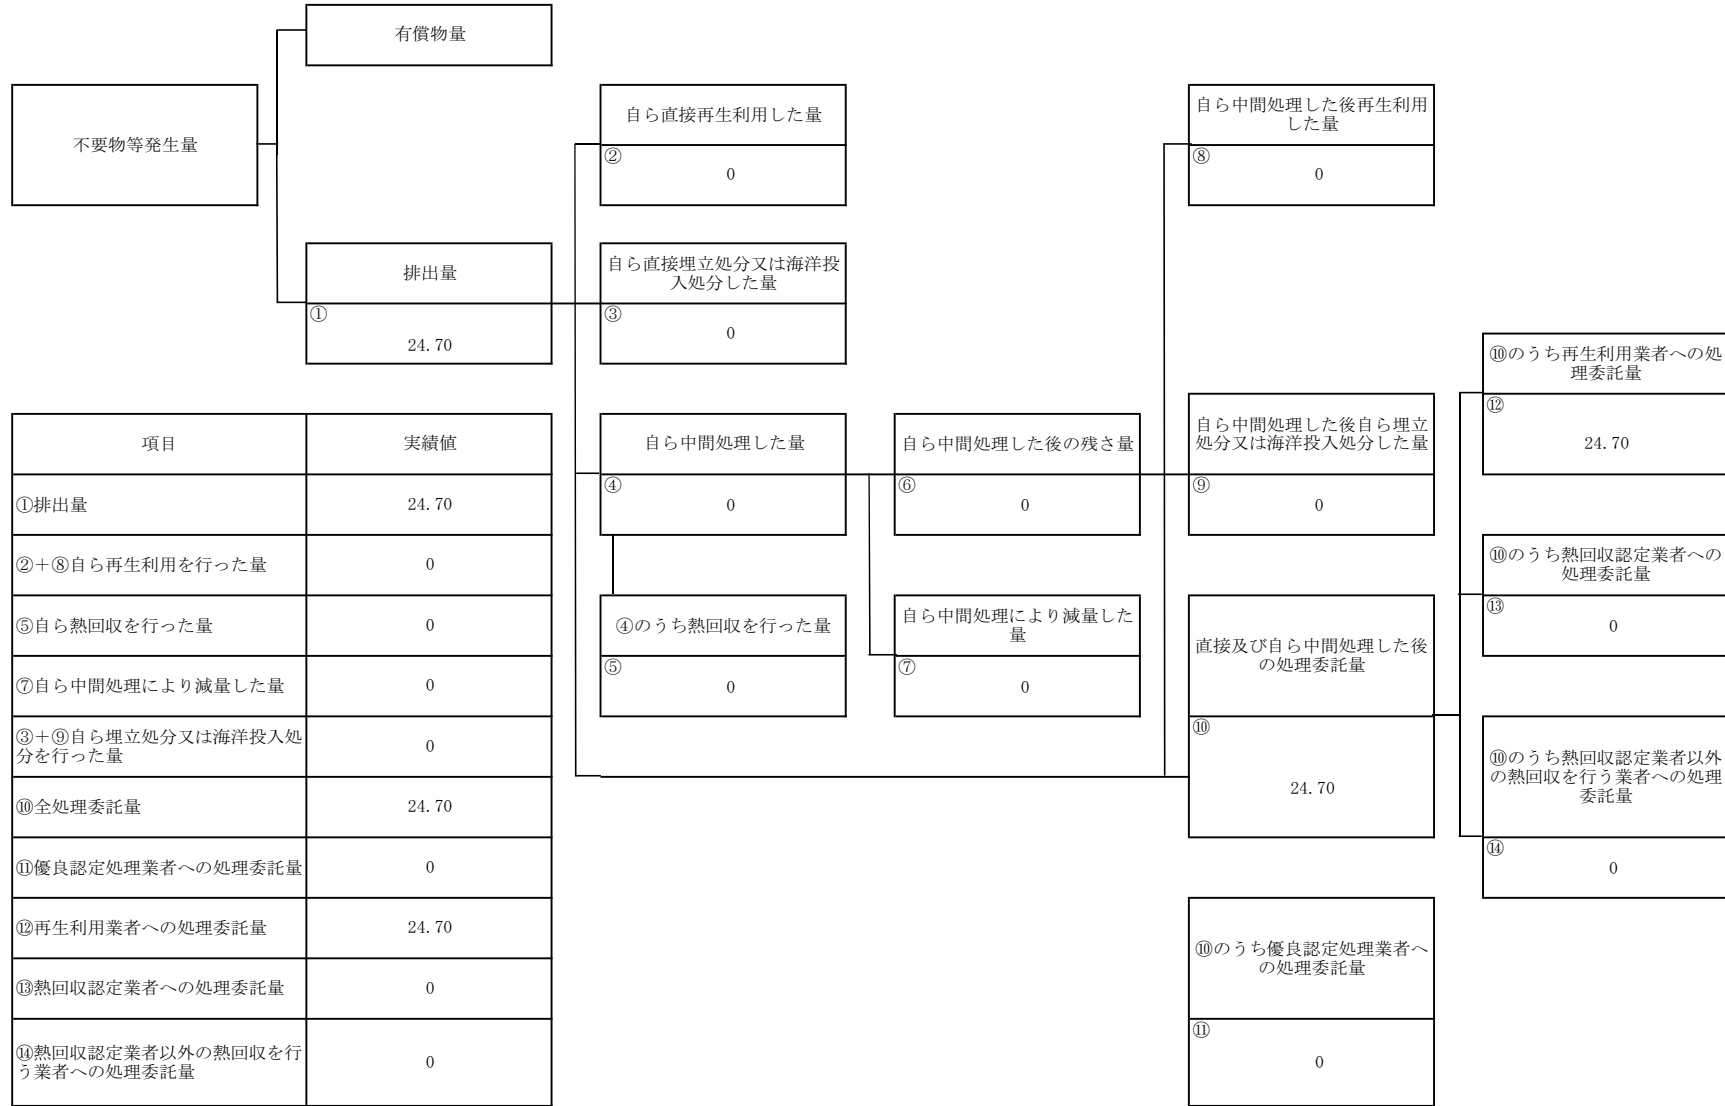 有償物量
不要物等発生量
自ら直接再生利用した量
②
0
自ら中間処理した後再生利用
した量
⑧
0
排出量
①
24.70
自ら直接埋立処分又は海洋投
入処分した量
③
0
⑩のうち再生利用業者への処
理委託量
⑫
24.70
項目
実績値
①排出量
24.70
②+⑧自ら再生利用を行った量
0
⑤自ら熱回収を行った量
0
⑦自ら中間処理により減量した量
0
③+⑨自ら埋立処分又は海洋投入処
分を行った量
0
⑩全処理委託量
24.70
⑪優良認定処理業者への処理委託量
0
⑫再生利用業者への処理委託量
24.70
⑬熱回収認定業者への処理委託量
0
⑭熱回収認定業者以外の熱回収を行
う業者への処理委託量
0
自ら中間処理した量
④
0
自ら中間処理した後の残さ量
⑥
0
自ら中間処理した後自ら埋立
処分又は海洋投入処分した量
⑨
0
④のうち熱回収を行った量
⑤
0
自ら中間処理により減量した
量
⑦
0
直接及び自ら中間処理した後
の処理委託量
⑩
24.70
⑩のうち熱回収認定業者への
処理委託量
⑬
0
⑩のうち熱回収認定業者以外
の熱回収を行う業者への処理
委託量
⑭
0
⑩のうち優良認定処理業者へ
の処理委託量
⑪
0